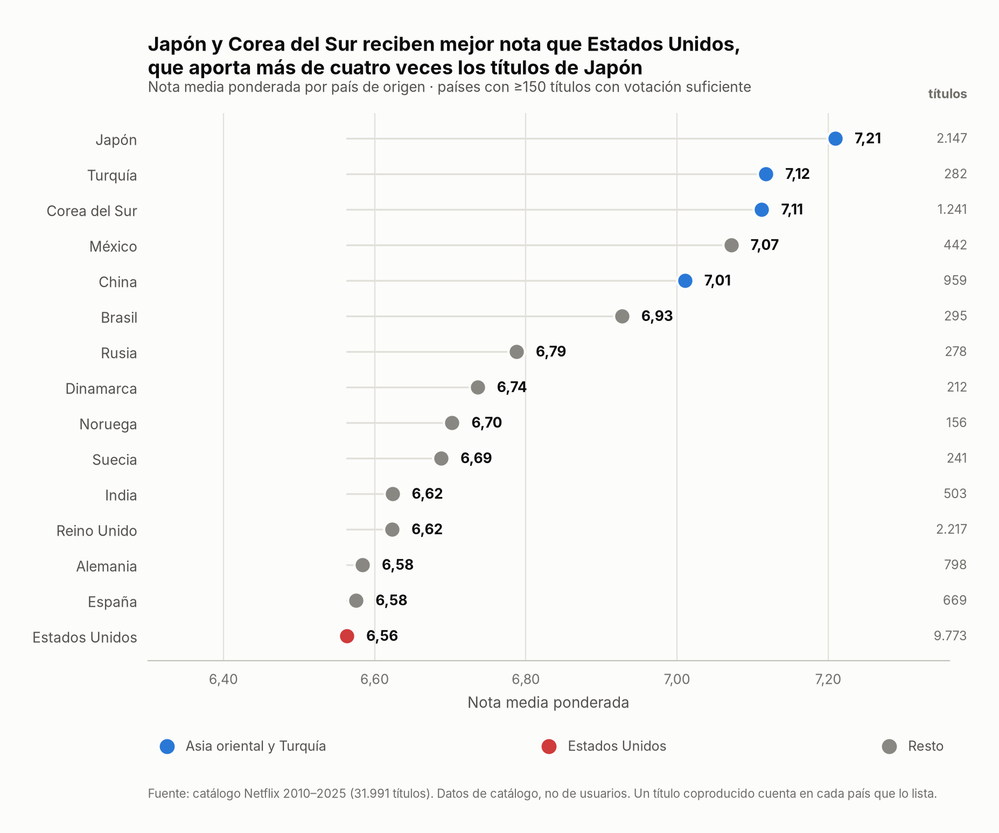 Japón y Corea del Sur reciben mejor nota que Estados Unidos,
que aporta más de cuatro veces los títulos de Japón
Nota media ponderada por país de origen · países con ≥150 títulos con votación suficiente
títulos
Japón 7,21 2.147
Turquía 7,12 282
Corea del Sur 7,11 1.241
México 7,07 442
China 7,01 959
Brasil 6,93 295
Rusia 6,79 278
Dinamarca 6,74 212
Noruega 6,70 156
Suecia 6,69 241
India 6,62 503
Reino Unido 6,62 2.217
Alemania 6,58 798
España 6,58 669
Estados Unidos 6,56 9.773
6,40 6,60 6,80 7,00 7,20
Nota media ponderada
Asia oriental y Turquía Estados Unidos Resto
Fuente: catálogo Netflix 2010–2025 (31.991 títulos). Datos de catálogo, no de usuarios. Un título coproducido cuenta en cada país que lo lista.